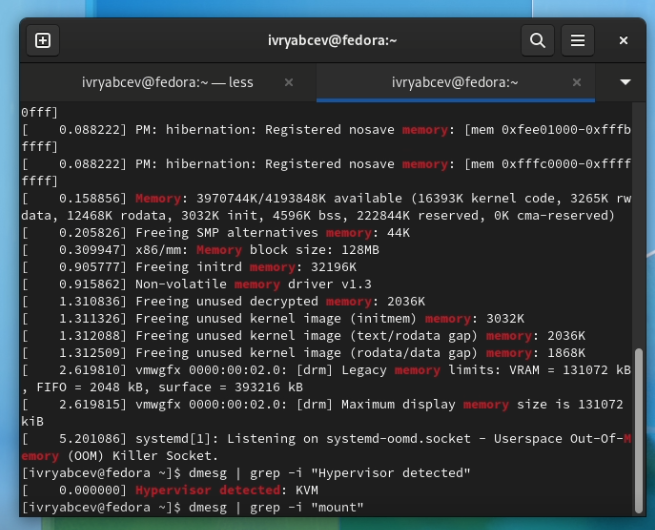 ivryabcev@fedora:~
ivryabcev@fedora:~ — less
ivryabcev@fedora:~
0fff]
[    0.088222] PM: hibernation: Registered nosave memory: [mem 0xfee01000-0xfffb
ffff]
[    0.088222] PM: hibernation: Registered nosave memory: [mem 0xfffc0000-0xffff
ffff]
[    0.158856] Memory: 3970744K/4193848K available (16393K kernel code, 3265K rw
data, 12468K rodata, 3032K init, 4596K bss, 222844K reserved, 0K cma-reserved)
[    0.205826] Freeing SMP alternatives memory: 44K
[    0.309947] x86/mm: Memory block size: 128MB
[    0.905777] Freeing initrd memory: 32196K
[    0.915862] Non-volatile memory driver v1.3
[    1.310836] Freeing unused decrypted memory: 2036K
[    1.311326] Freeing unused kernel image (initmem) memory: 3032K
[    1.312088] Freeing unused kernel image (text/rodata gap) memory: 2036K
[    1.312509] Freeing unused kernel image (rodata/data gap) memory: 1868K
[    2.619810] vmwgfx 0000:00:02.0: [drm] Legacy memory limits: VRAM = 131072 kB
, FIFO = 2048 kB, surface = 393216 kB
[    2.619815] vmwgfx 0000:00:02.0: [drm] Maximum display memory size is 131072
kiB
[    5.201086] systemd[1]: Listening on systemd-oomd.socket - Userspace Out-Of-M
emory (OOM) Killer Socket.
[ivryabcev@fedora ~]$ dmesg | grep -i "Hypervisor detected"
[    0.000000] Hypervisor detected: KVM
[ivryabcev@fedora ~]$ dmesg | grep -i "mount"